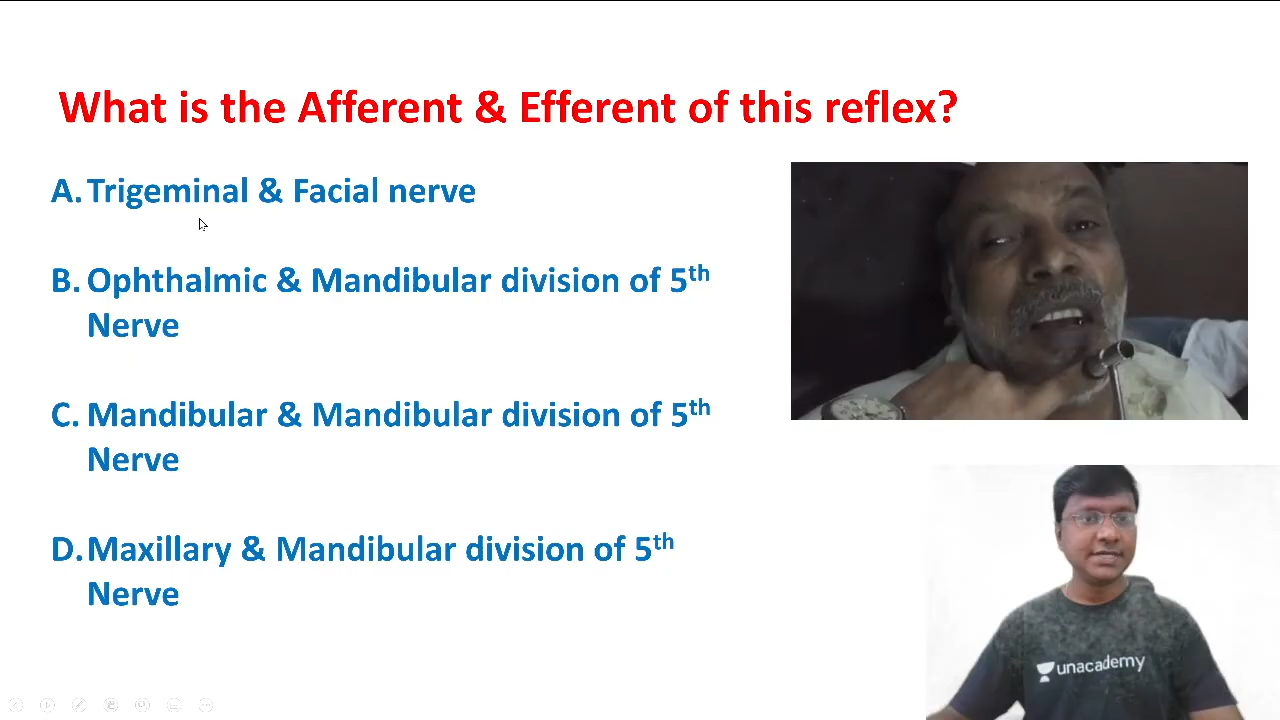 What is the Afferent & Efferent of this reflex?
A. Trigeminal & Facial nerve
B. Ophthalmic & Mandibular division of 5th
Nerve
C. Mandibular & Mandibular division of 5th
Nerve
D. Maxillary & Mandibular division of 5th
Nerve
unacademy